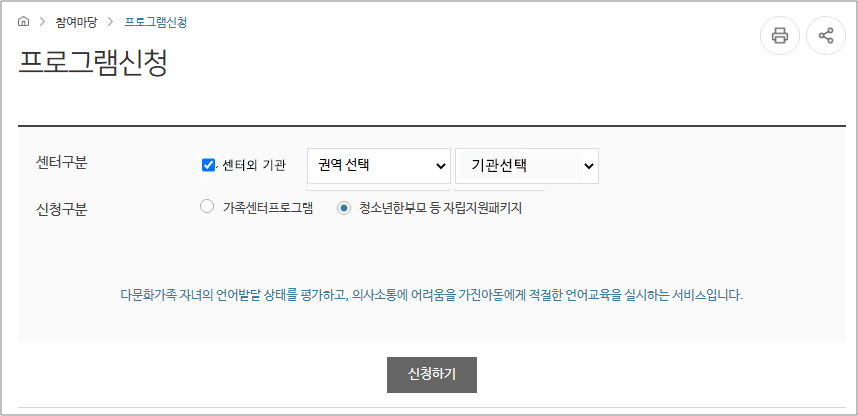 참여마당 프로그램신청
프로그램신청
센터구분 센터외 기관 권역 선택 기관선택
신청구분 가족센터프로그램 청소년한부모 등 자립지원패키지
다문화가족 자녀의 언어발달 상태를 평가하고, 의사소통에 어려움을 가진아동에게 적절한 언어교육을 실시하는 서비스입니다.
신청하기